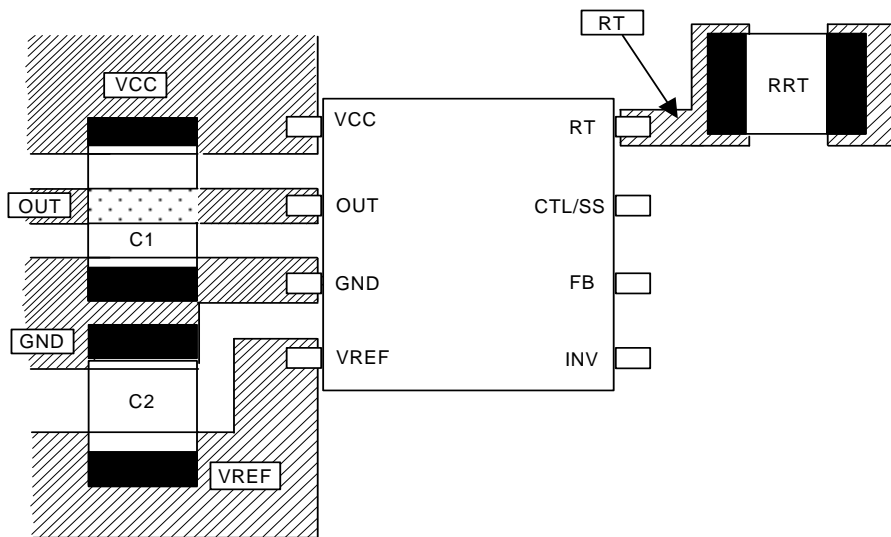 RT
VCC
RRT
VCC
RT
OUT
OUT
CTL/SS
C1
GND
FB
GND
VREF
INV
C2
VREF